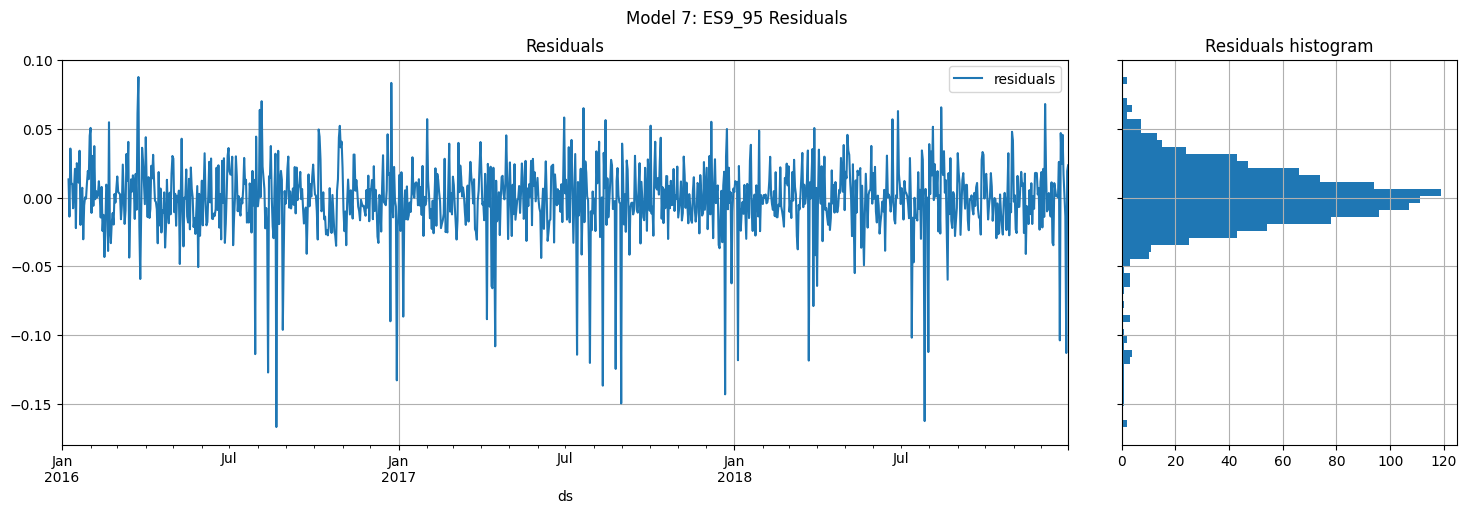 Model 7: ES9_95 Residuals
Residuals
Residuals histogram
residuals
0.10
0.05
0.00
−0.05
−0.10
−0.15
Jan
2016
Jul
Jan
2017
Jul
Jan
2018
Jul
ds
0 20 40 60 80 100 120